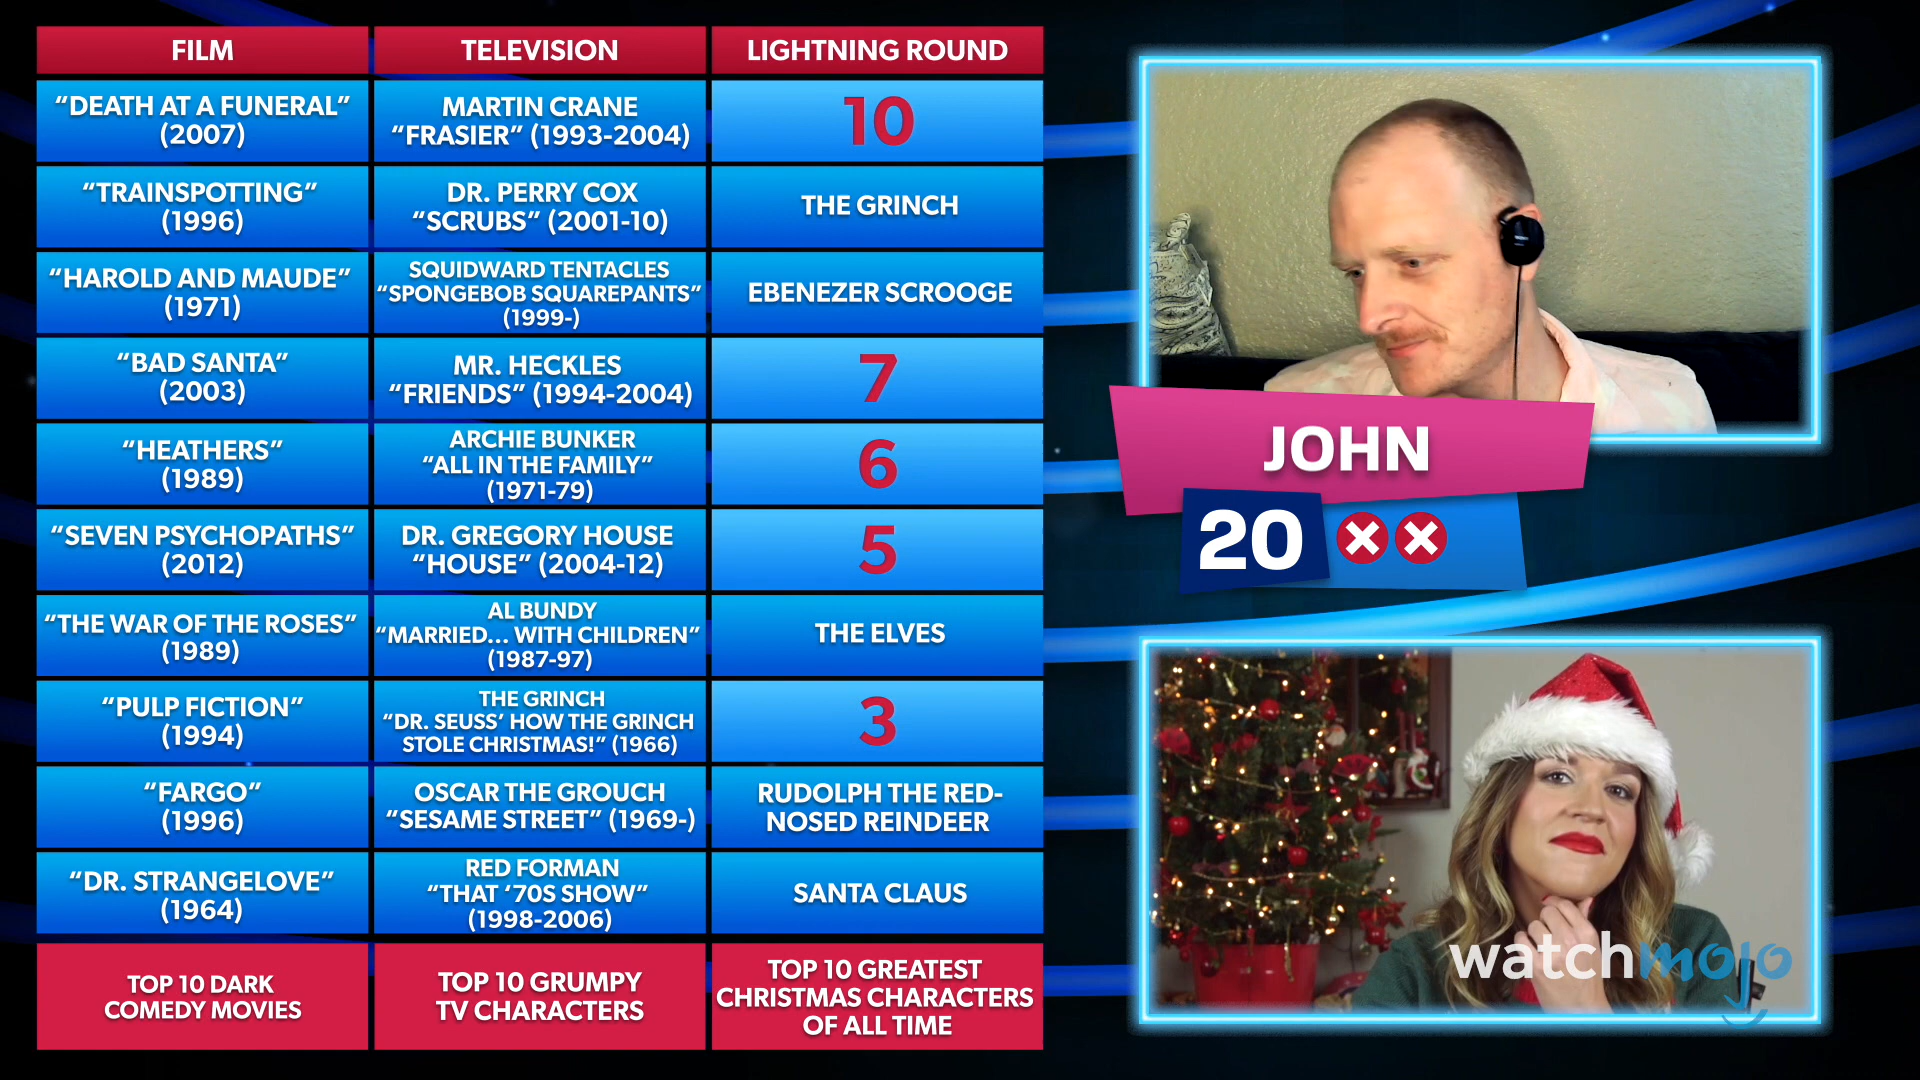 FILM
TELEVISION
LIGHTNING ROUND
“DEATH AT A FUNERAL”
(2007)
MARTIN CRANE
“FRASIER” (1993-2004)
10
“TRAINSPOTTING”
(1996)
DR. PERRY COX
“SCRUBS” (2001-10)
THE GRINCH
“HAROLD AND MAUDE”
(1971)
SQUIDWARD TENTACLES
“SPONGEBOB SQUAREPANTS”
(1999-)
EBENEZER SCROOGE
“BAD SANTA”
(2003)
MR. HECKLES
“FRIENDS” (1994-2004)
7
“HEATHERS”
(1989)
ARCHIE BUNKER
“ALL IN THE FAMILY”
(1971-79)
6
“SEVEN PSYCHOPATHS”
(2012)
DR. GREGORY HOUSE
“HOUSE” (2004-12)
5
“THE WAR OF THE ROSES”
(1989)
AL BUNDY
“MARRIED... WITH CHILDREN”
(1987-97)
THE ELVES
“PULP FICTION”
(1994)
THE GRINCH
“DR. SEUSS’ HOW THE GRINCH
STOLE CHRISTMAS!” (1966)
3
“FARGO”
(1996)
OSCAR THE GROUCH
“SESAME STREET” (1969-)
RUDOLPH THE RED-
NOSED REINDEER
“DR. STRANGELOVE”
(1964)
RED FORMAN
“THAT ‘70S SHOW”
(1998-2006)
SANTA CLAUS
TOP 10 DARK
COMEDY MOVIES
TOP 10 GRUMPY
TV CHARACTERS
TOP 10 GREATEST
CHRISTMAS CHARACTERS
OF ALL TIME
JOHN
20
watchmojo